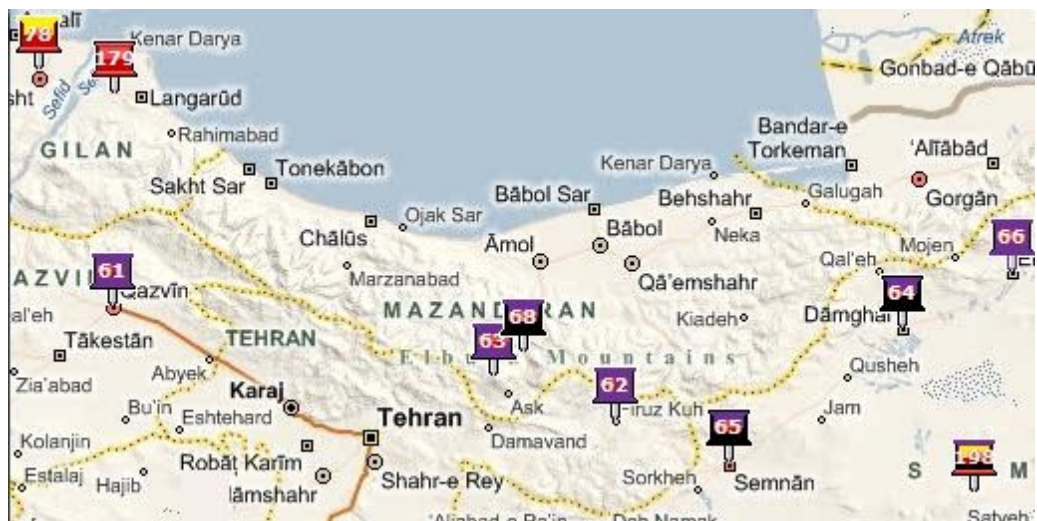 78
Kenar Darya
179
Atrek
Gonbad-e Qābū
sht
Sefid
Langarūd
Rahimabad
Bandar-e
Torkeman
'Alīābād
GILAN
Tonekābon
Kenar Darya
Sakht Sar
Galugah
Gorgān
Bābol Sar
Behshahr
Ojak Sar
Chālūs
Āmol
Bābol
Neka
Mojen
66
Qal'eh
61
AZVI
Marzanabad
Qā'emshahr
Qazvīn
64
al'eh
MAZANDARAN
68
Kiadeh
Dāmghan
TEHRAN
63
Tākestān
Mountains
Abyek
Zia'abad
Qusheh
Karaj
62
Ask
Firuz Kuh
Bu'in
Eshtehard
Tehran
65
Jam
Kolanjin
Damavand
Robāṭ Karīm
198
Estalaj
Hajib
Shahr-e Rey
Sorkheh
Semnān
S M
lāmshahr
Satveh